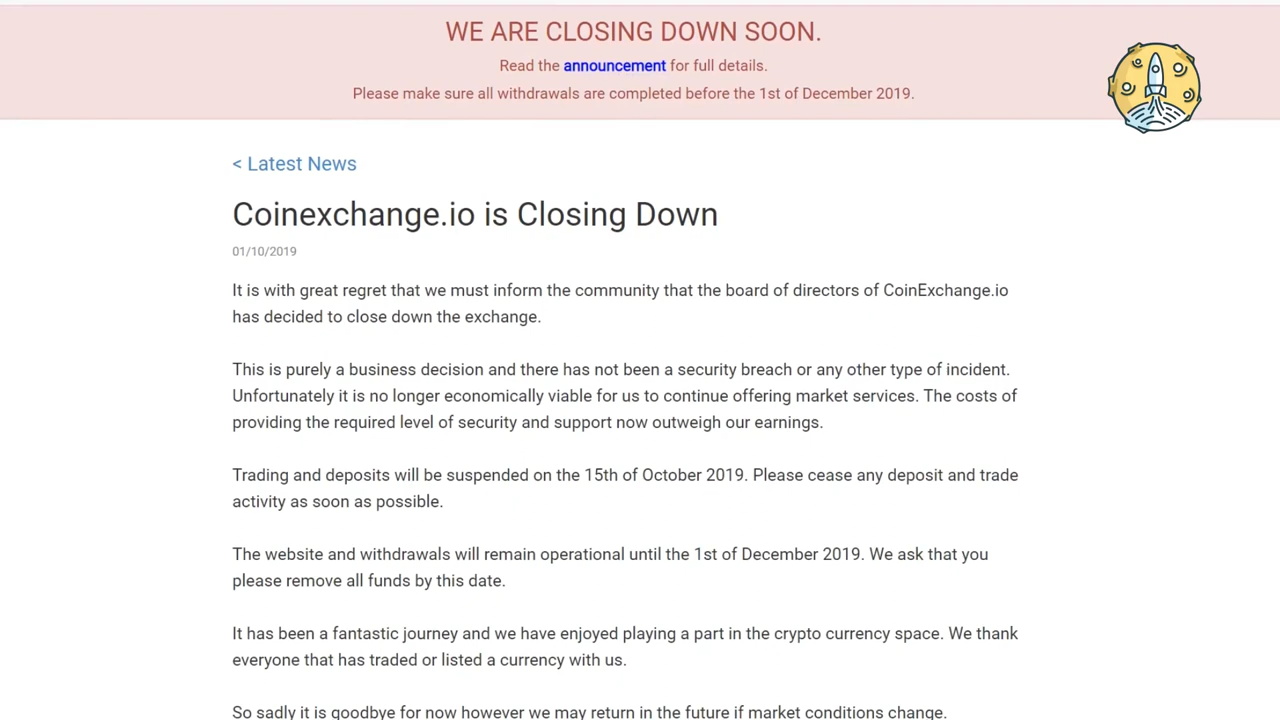 WE ARE CLOSING DOWN SOON.
Read the announcement for full details.
Please make sure all withdrawals are completed before the 1st of December 2019.
< Latest News
Coinexchange.io is Closing Down
01/10/2019
It is with great regret that we must inform the community that the board of directors of CoinExchange.io
has decided to close down the exchange.
This is purely a business decision and there has not been a security breach or any other type of incident.
Unfortunately it is no longer economically viable for us to continue offering market services. The costs of
providing the required level of security and support now outweigh our earnings.
Trading and deposits will be suspended on the 15th of October 2019. Please cease any deposit and trade
activity as soon as possible.
The website and withdrawals will remain operational until the 1st of December 2019. We ask that you
please remove all funds by this date.
It has been a fantastic journey and we have enjoyed playing a part in the crypto currency space. We thank
everyone that has traded or listed a currency with us.
So sadly it is goodbye for now however we may return in the future if market conditions change.